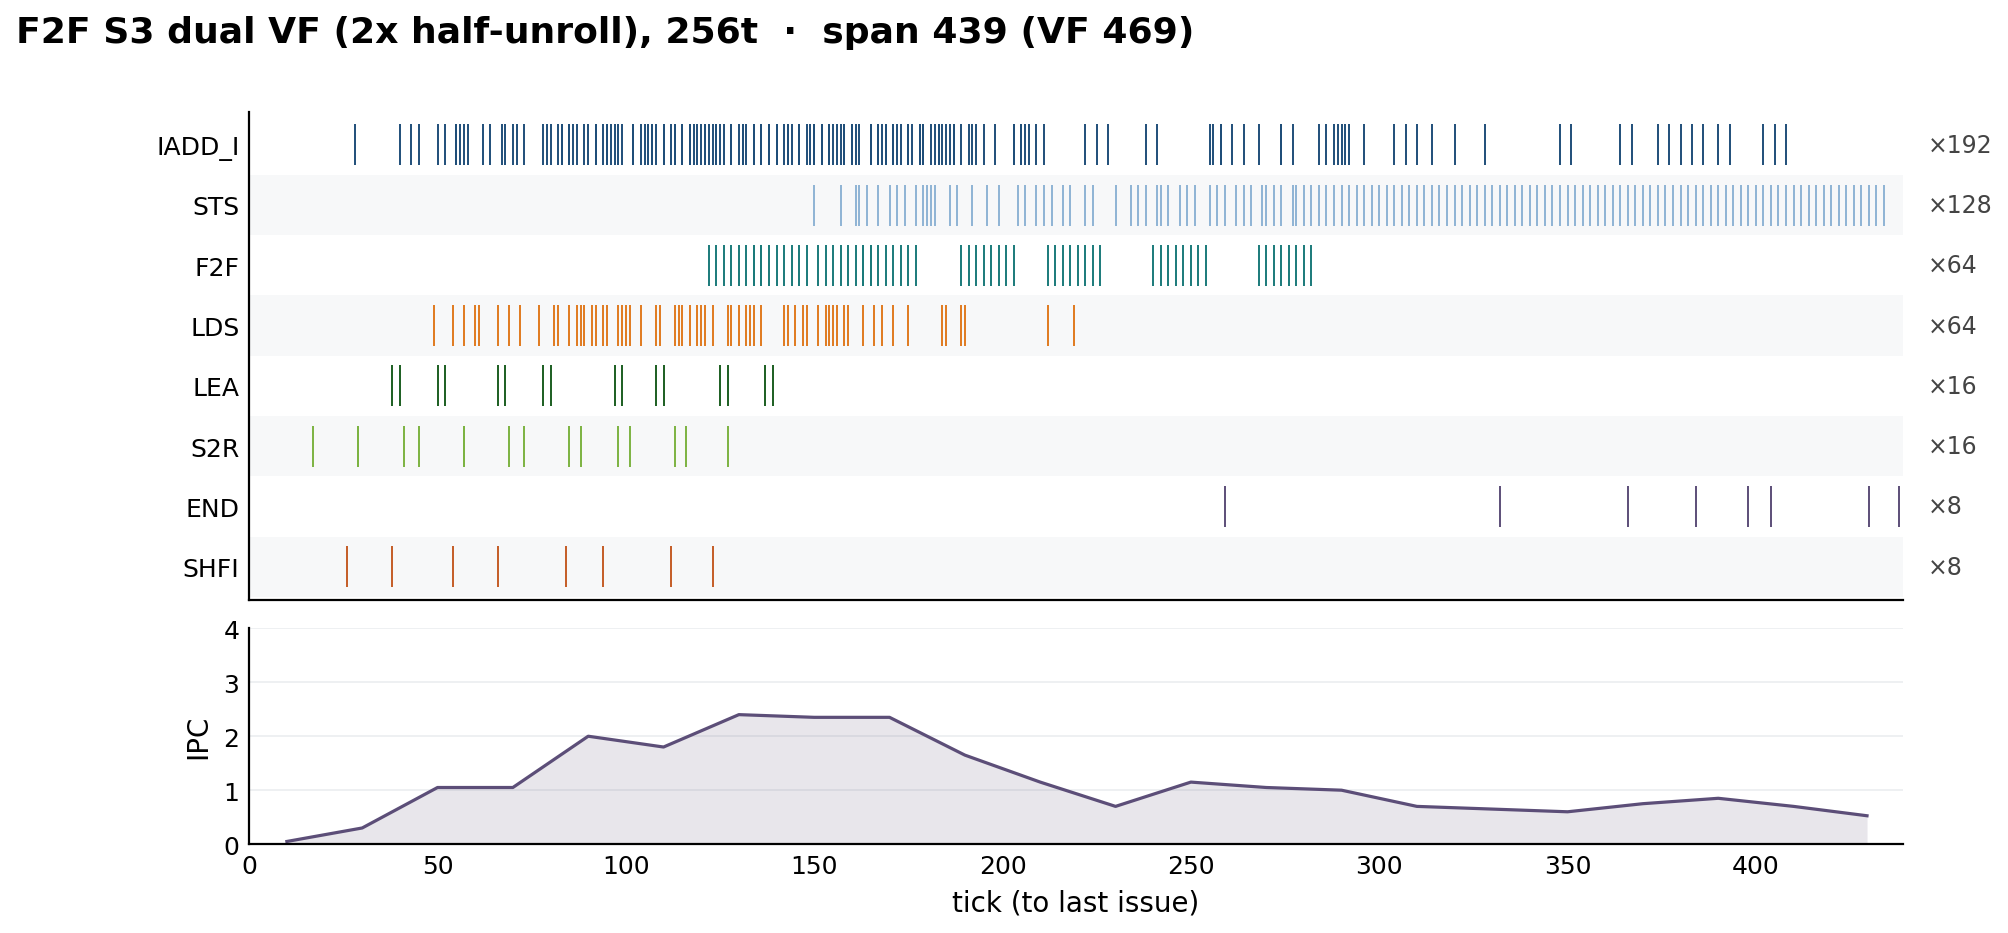 F2F S3 dual VF (2x half-unroll), 256t · span 439 (VF 469)
IADD_I ×192
STS ×128
F2F ×64
LDS ×64
LEA ×16
S2R ×16
END ×8
SHFI ×8
4
3
2
1
0
IPC
0 50 100 150 200 250 300 350 400
tick (to last issue)